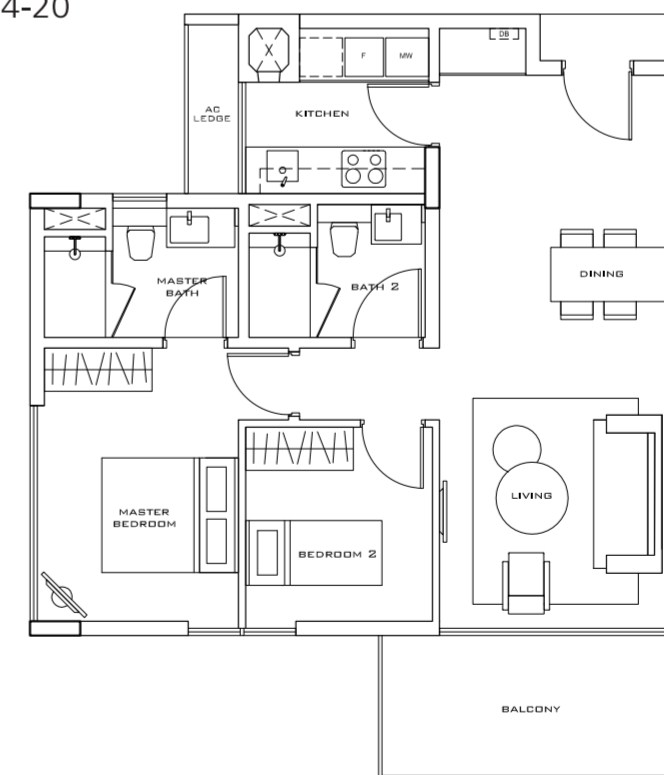 4-20
DB
F
MW
AC
LEDGE
KITCHEN
MASTER
BATH
BATH 2
DINING
LIVING
MASTER
BEDROOM
BEDROOM 2
BALCONY